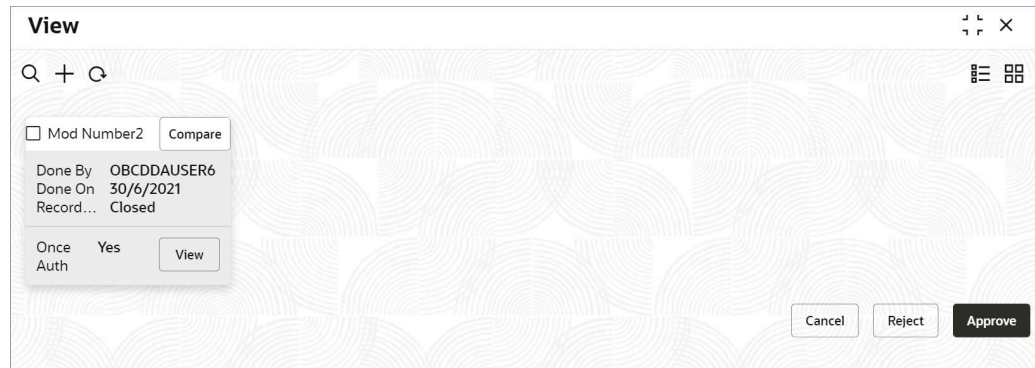 View
Mod Number2 Compare
Done By OBCDDAUSER6
Done On 30/6/2021
Record... Closed
Once Auth Yes View
Cancel Reject Approve